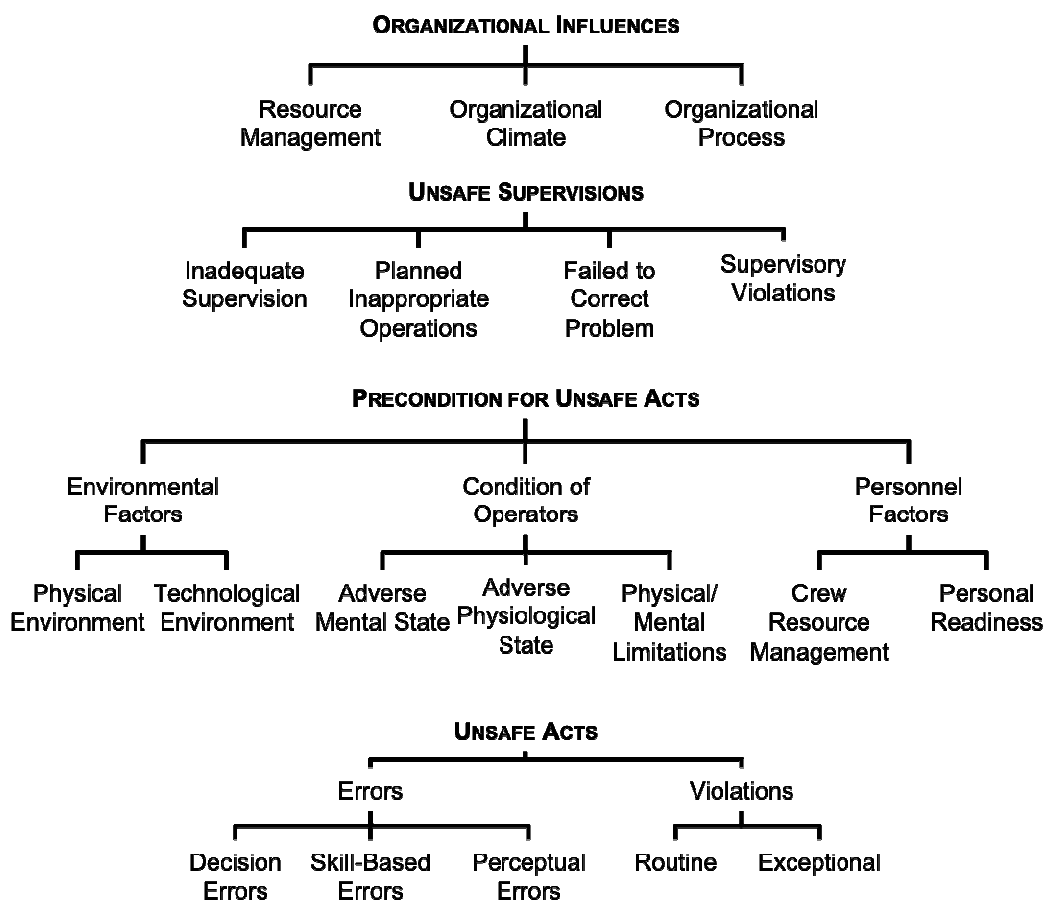 ORGANIZATIONAL INFLUENCES
Resource
Management
Organizational
Climate
Organizational
Process
UNSAFE SUPERVISIONS
Inadequate
Supervision
Planned
Inappropriate
Operations
Failed to
Correct
Problem
Supervisory
Violations
PRECONDITION FOR UNSAFE ACTS
Environmental
Factors
Condition of
Operators
Personnel
Factors
Physical
Environment
Technological
Environment
Adverse
Mental State
Adverse
Physiological
State
Physical/
Mental
Limitations
Crew
Resource
Management
Personal
Readiness
UNSAFE ACTS
Errors
Violations
Decision
Errors
Skill-Based
Errors
Perceptual
Errors
Routine
Exceptional